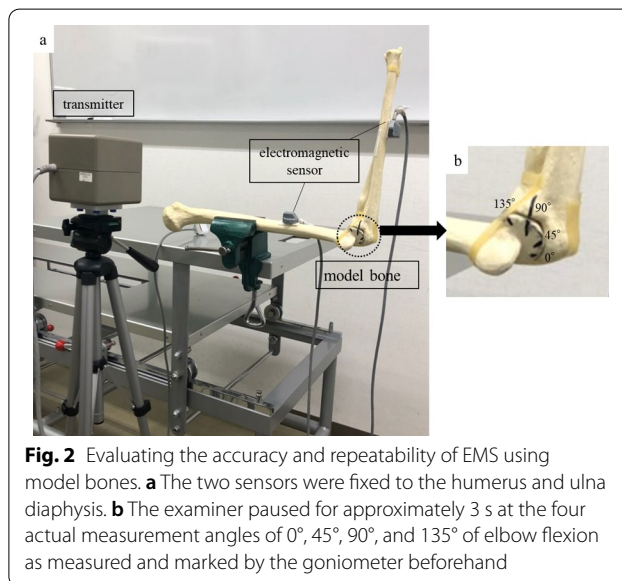 a
transmitter
electromagnetic
sensor
model bone
b
135°
90°
45°
0°
Fig. 2 Evaluating the accuracy and repeatability of EMS using
model bones. a The two sensors were fixed to the humerus and ulna
diaphysis. b The examiner paused for approximately 3 s at the four
actual measurement angles of 0°, 45°, 90°, and 135° of elbow flexion
as measured and marked by the goniometer beforehand